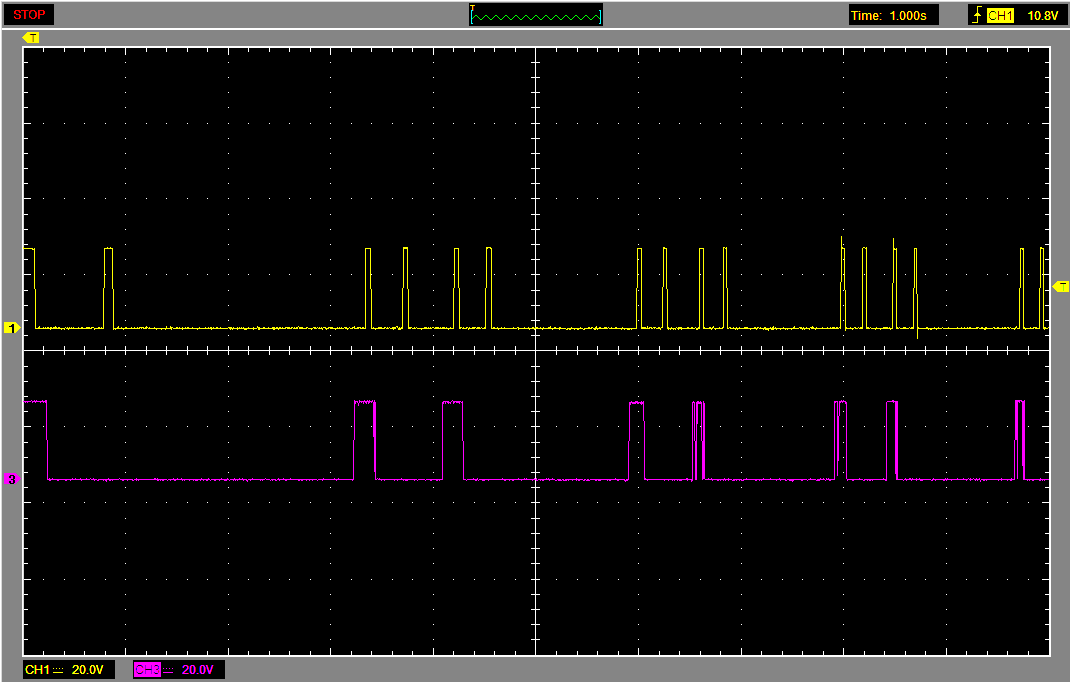 STOP
T
Time: 1.000s
CH1 10.8V
T
T
1
3
CH1 20.0V
CH3 20.0V